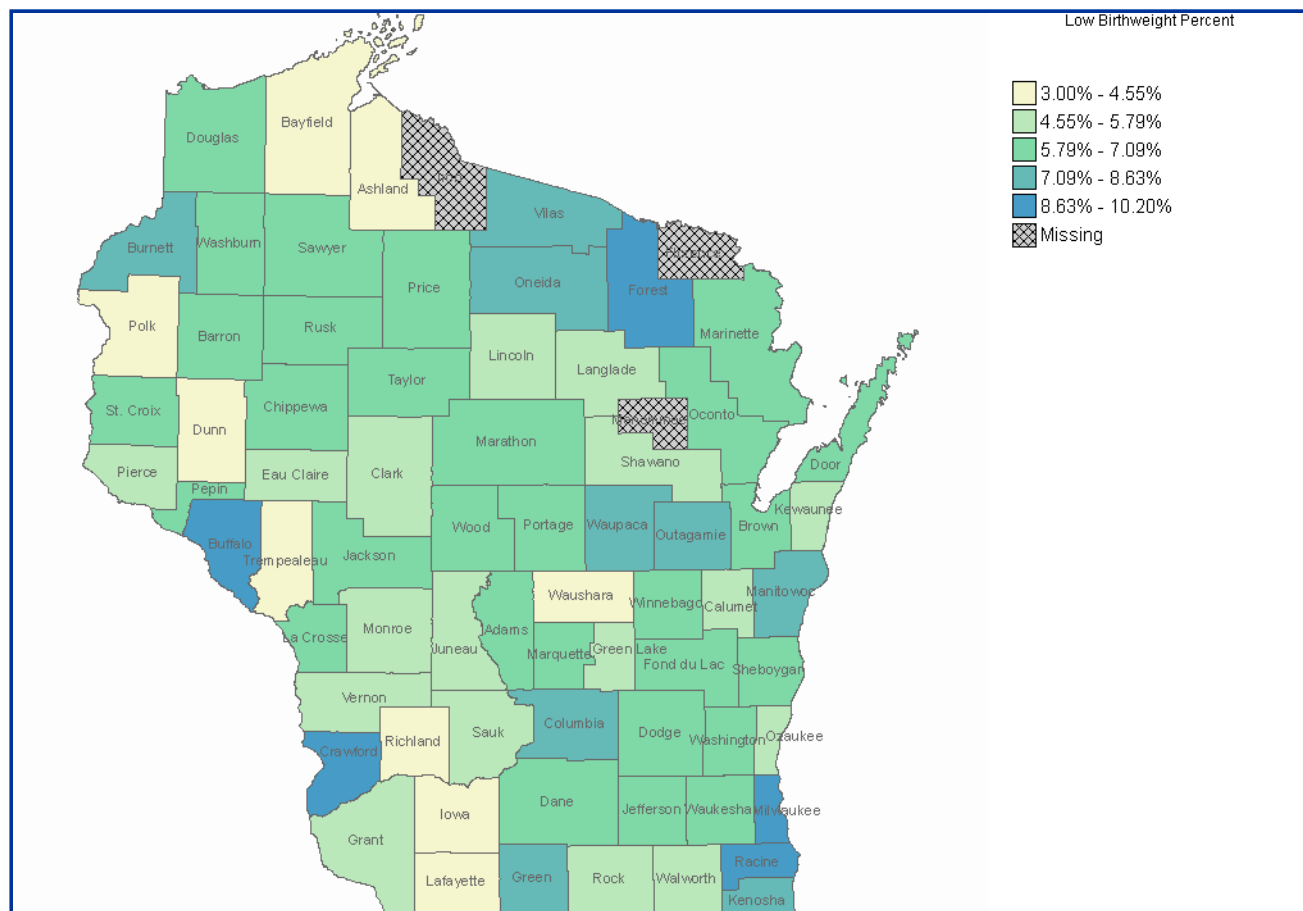 Low Birthweight Percent
3.00% - 4.55%
4.55% - 5.79%
5.79% - 7.09%
7.09% - 8.63%
8.63% - 10.20%
Missing
Bayfield
Douglas
Ashland
Vilas
Burnett
Washburn
Sawyer
Price
Oneida
Forest
Polk
Barron
Rusk
Marinette
Lincoln
Langlade
Taylor
St. Croix
Chippewa
Oconto
Dunn
Marathon
Pierce
Eau Claire
Clark
Shawano
Door
Pepin
Kewaunee
Wood
Portage
Waupaca
Outagamie
Brown
Buffalo
Trempealeau
Jackson
Waushara
Winnebago
Calumet
Manitowoc
La Crosse
Monroe
Juneau
Adams
Marquette
Green Lake
Fond du Lac
Sheboygan
Vernon
Sauk
Columbia
Dodge
Washington
Ozaukee
Crawford
Richland
Iowa
Dane
Jefferson
Waukesha
Milwaukee
Grant
Lafayette
Green
Rock
Walworth
Racine
Kenosha